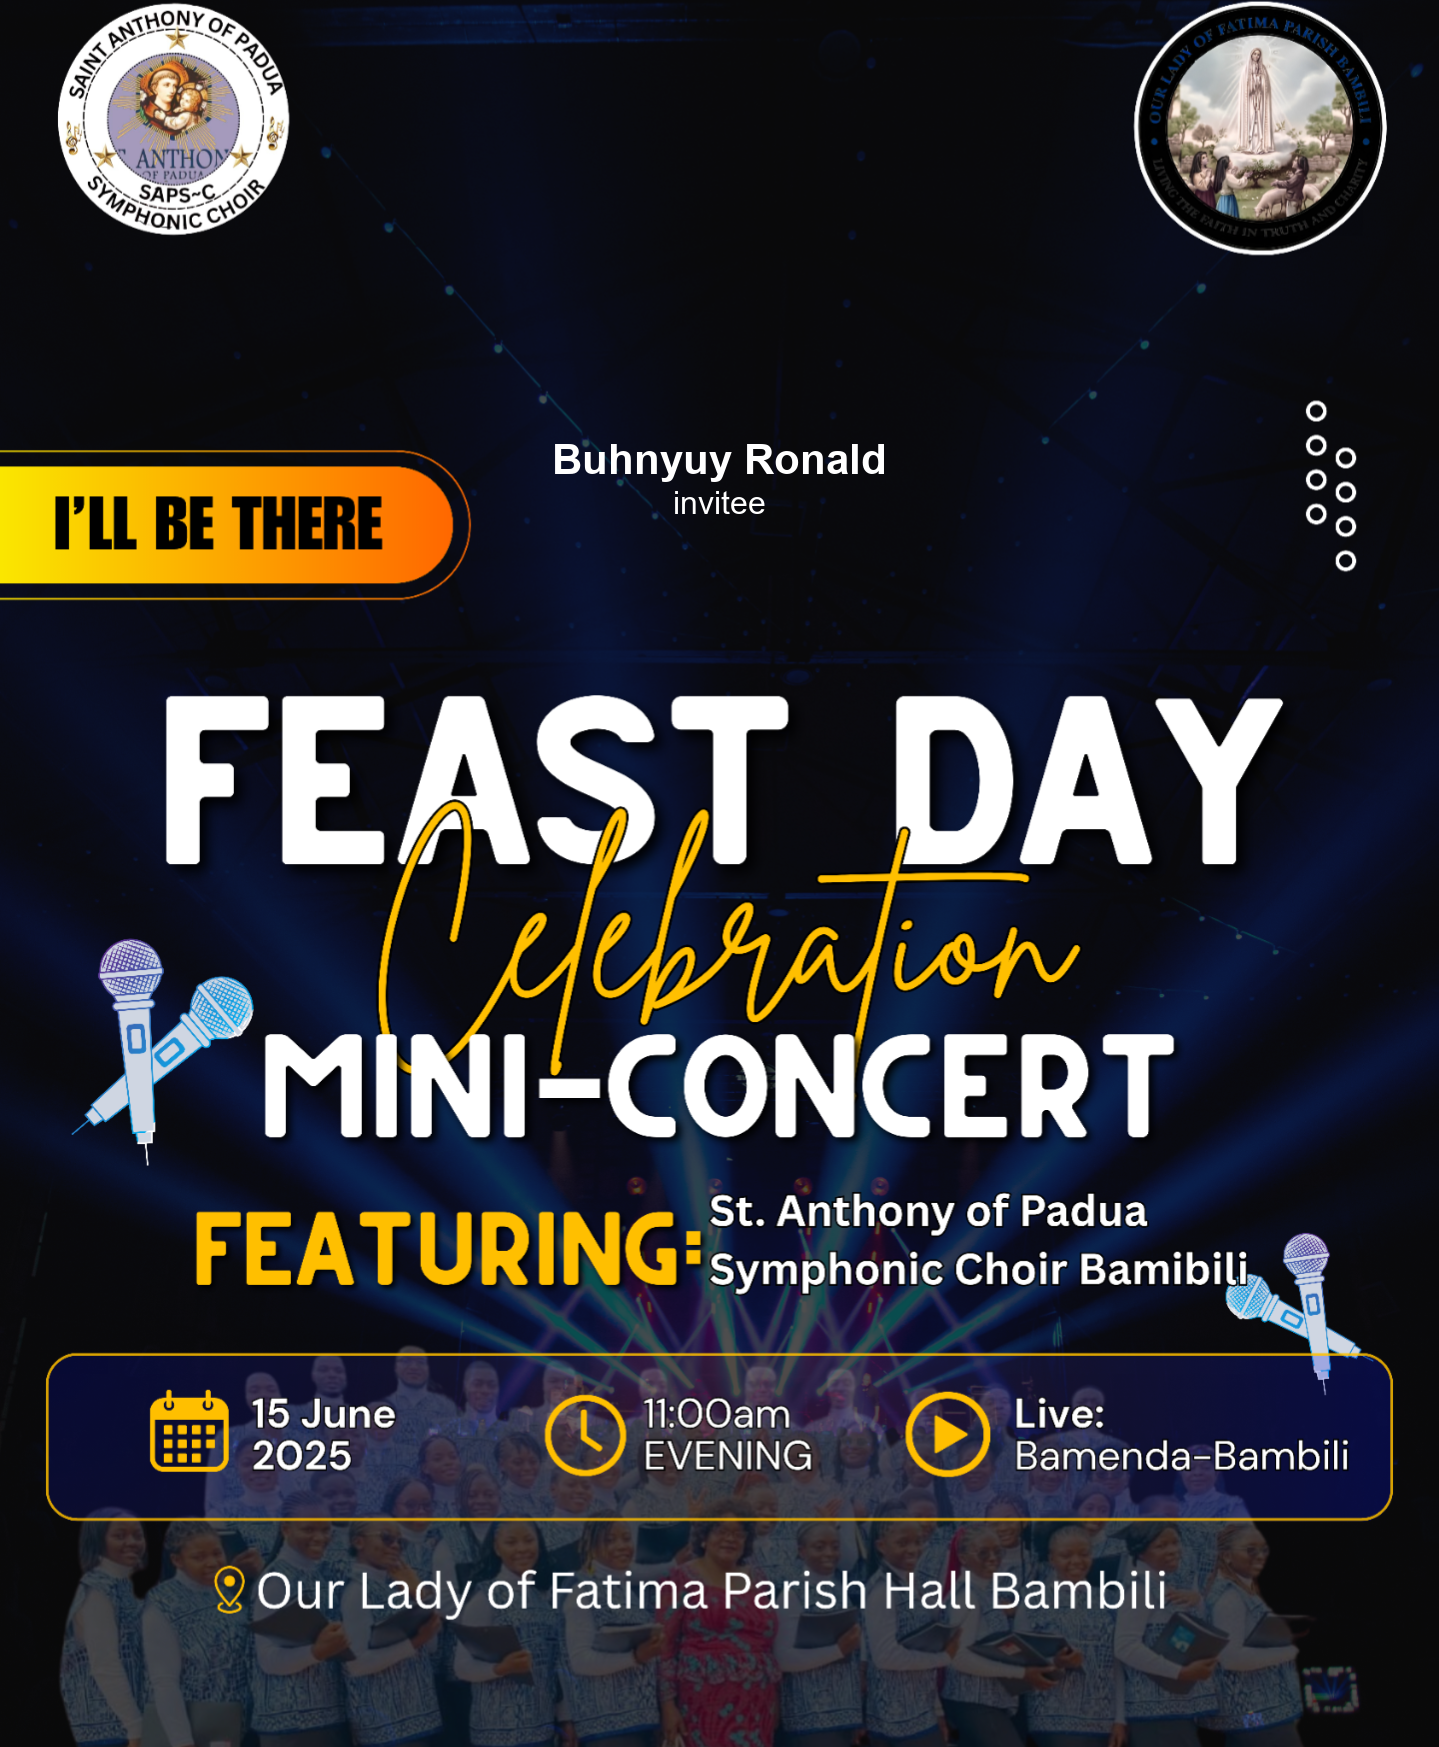 SAINT ANTHONY OF PADUA
ANTHON
OF PADUA
SAPS~C
SYMPHONIC CHOIR
OUR LADY OF FATIMA PARISH BAMBILI
LIVING THE FAITH IN TRUTH AND CHARITY
Buhnyuy Ronald
invitee
I'LL BE THERE
FEAST DAY
Celebration
MINI-CONCERT
FEATURING:
St. Anthony of Padua
Symphonic Choir Bamibili
15 June
2025
11:00am
EVENING
Live:
Bamenda-Bambili
Our Lady of Fatima Parish Hall Bambili